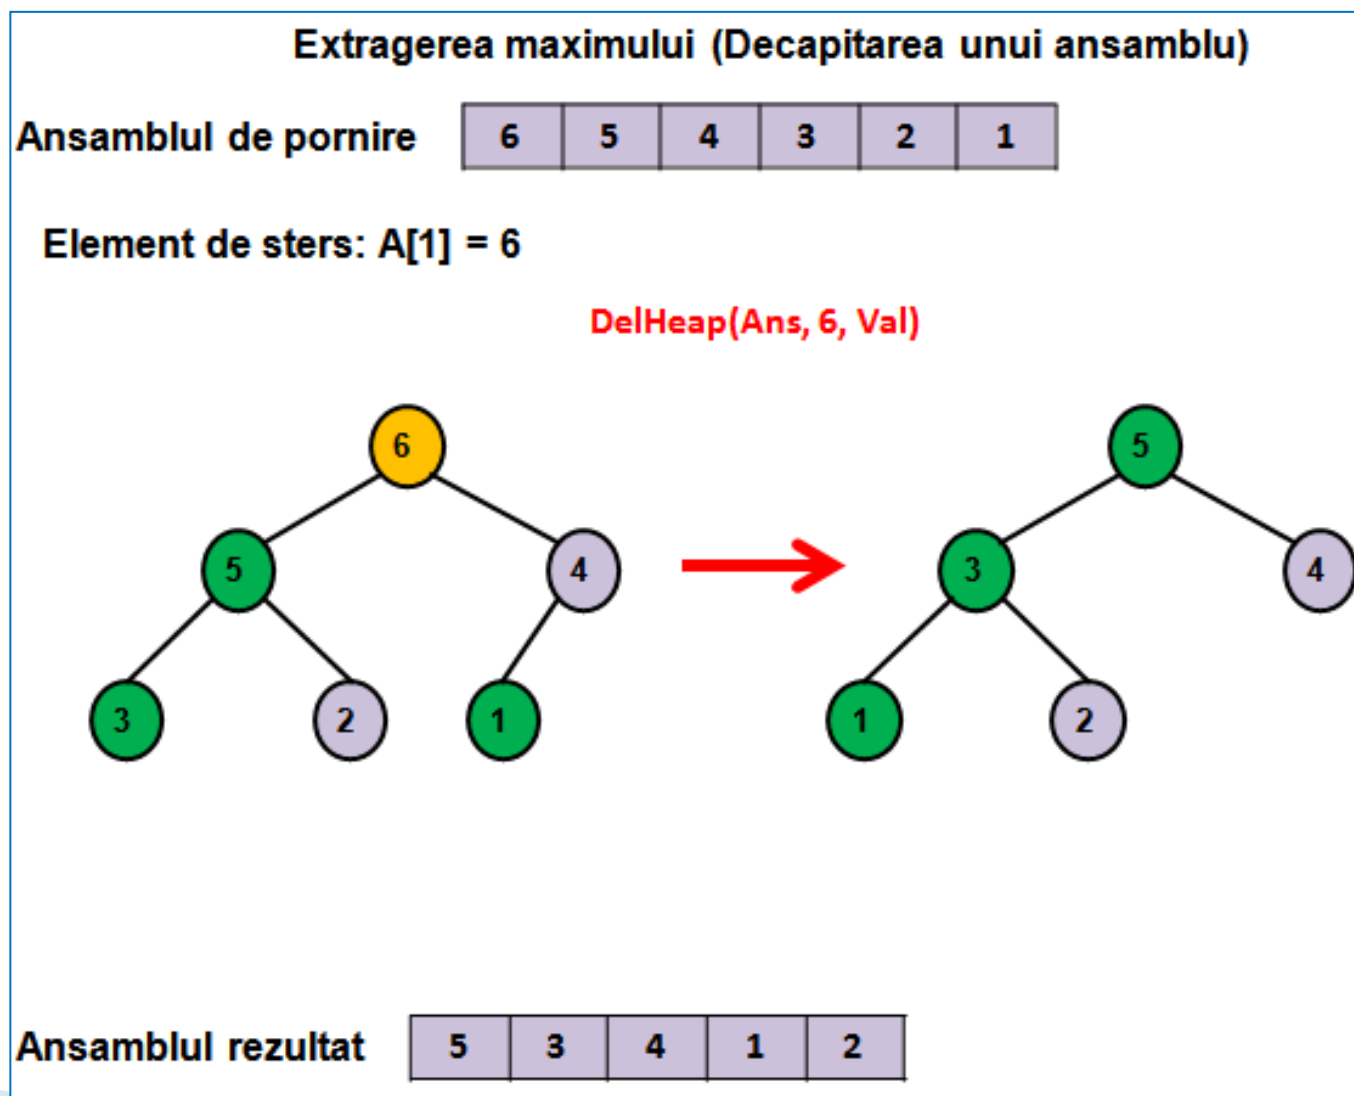 Extragerea maximului (Decapitarea unui ansamblu)
Ansamblul de pornire 6 5 4 3 2 1
Element de sters: A[1] = 6
DelHeap(Ans, 6, Val)
6 5
5 4 3 4
3 2 1 1 2
Ansamblul rezultat 5 3 4 1 2